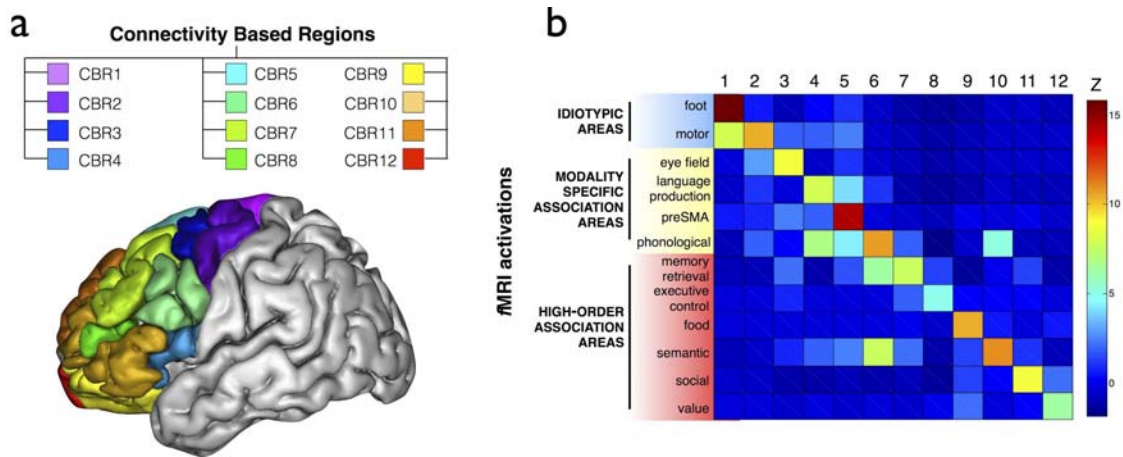 a
Connectivity Based Regions
CBR1
CBR2
CBR3
CBR4
CBR5
CBR6
CBR7
CBR8
CBR9
CBR10
CBR11
CBR12
b
1 2 3 4 5 6 7 8 9 10 11 12
Z
fMRI activations
IDIOTYPIC
AREAS
foot
motor
MODALITY
SPECIFIC
ASSOCIATION
AREAS
eye field
language
production
preSMA
phonological
HIGH-ORDER
ASSOCIATION
AREAS
memory
retrieval
executive
control
food
semantic
social
value
15
10
5
0